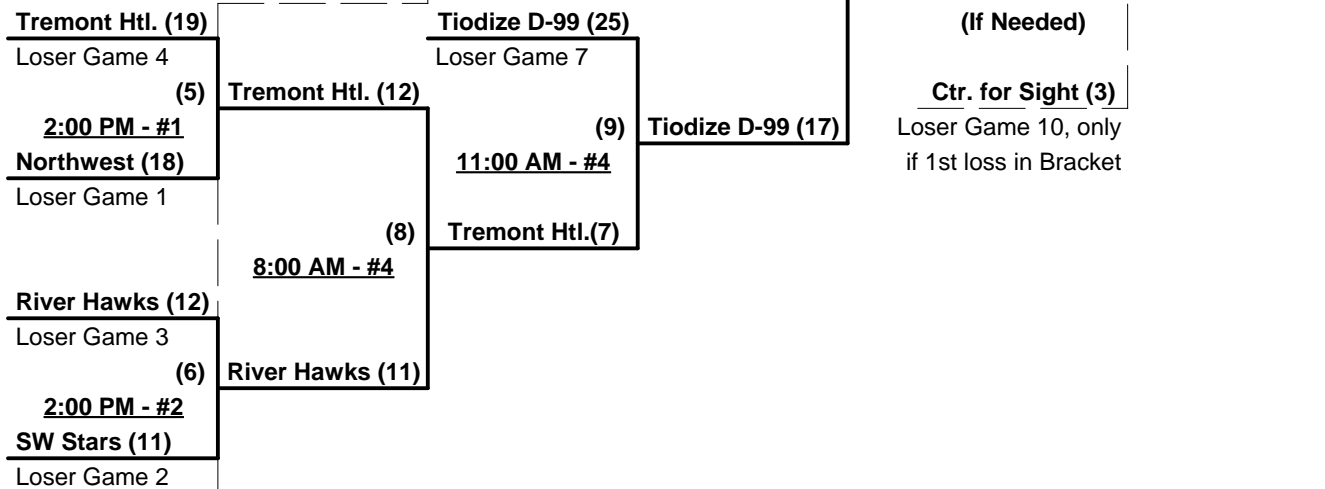 Tremont Htl. (19)
Tiodize D-99 (25)
(If Needed)
Loser Game 4
Loser Game 7
(5)
Tremont Htl. (12)
Ctr. for Sight (3)
2:00 PM - #1
(9)
Tiodize D-99 (17)
Loser Game 10, only
Northwest (18)
11:00 AM - #4
if 1st loss in Bracket
Loser Game 1
(8)
Tremont Htl.(7)
8:00 AM - #4
River Hawks (12)
Loser Game 3
(6)
River Hawks (11)
2:00 PM - #2
SW Stars (11)
Loser Game 2